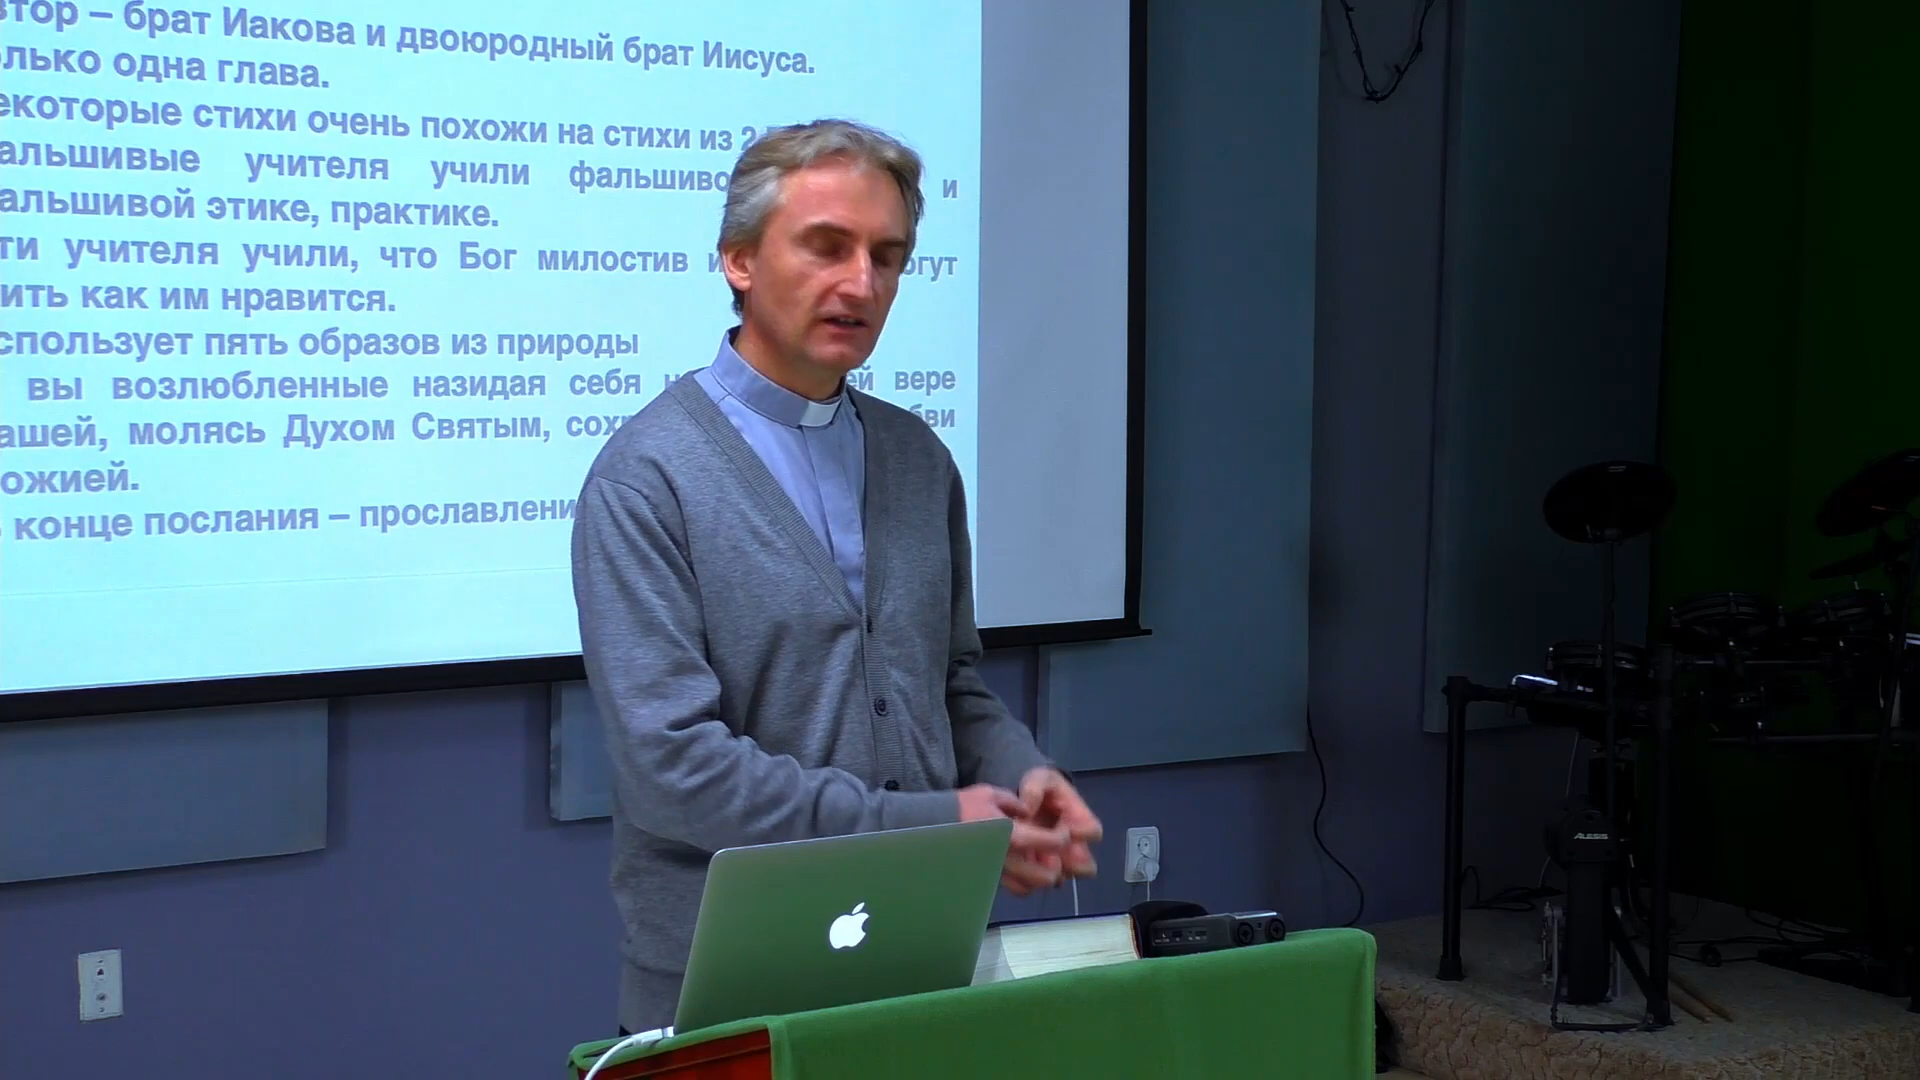 втор – брат Иакова и двоюродный брат Иисуса.
олько одна глава.
екоторые стихи очень похожи на стихи из 2
альшивые учителя учили фальшиво и
альшивой этике, практике.
ти учителя учили, что Бог милостив и огут
ить как им нравится.
спользует пять образов из природы
вы возлюбленные назидая себя н ей вере
ашей, молясь Духом Святым, сохр бви
ожией.
конце послания – прославлени
ALESIS